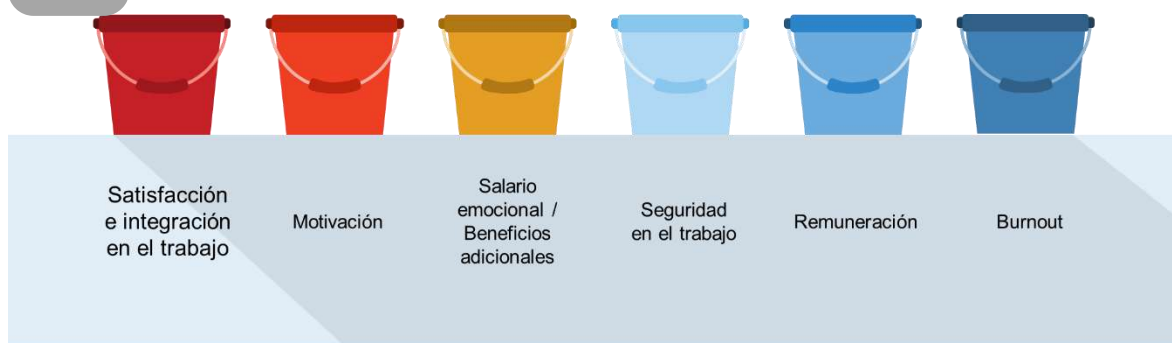 Satisfacción
e integración
en el trabajo
Motivación
Salario
emocional /
Beneficios
adicionales
Seguridad
en el trabajo
Remuneración
Burnout